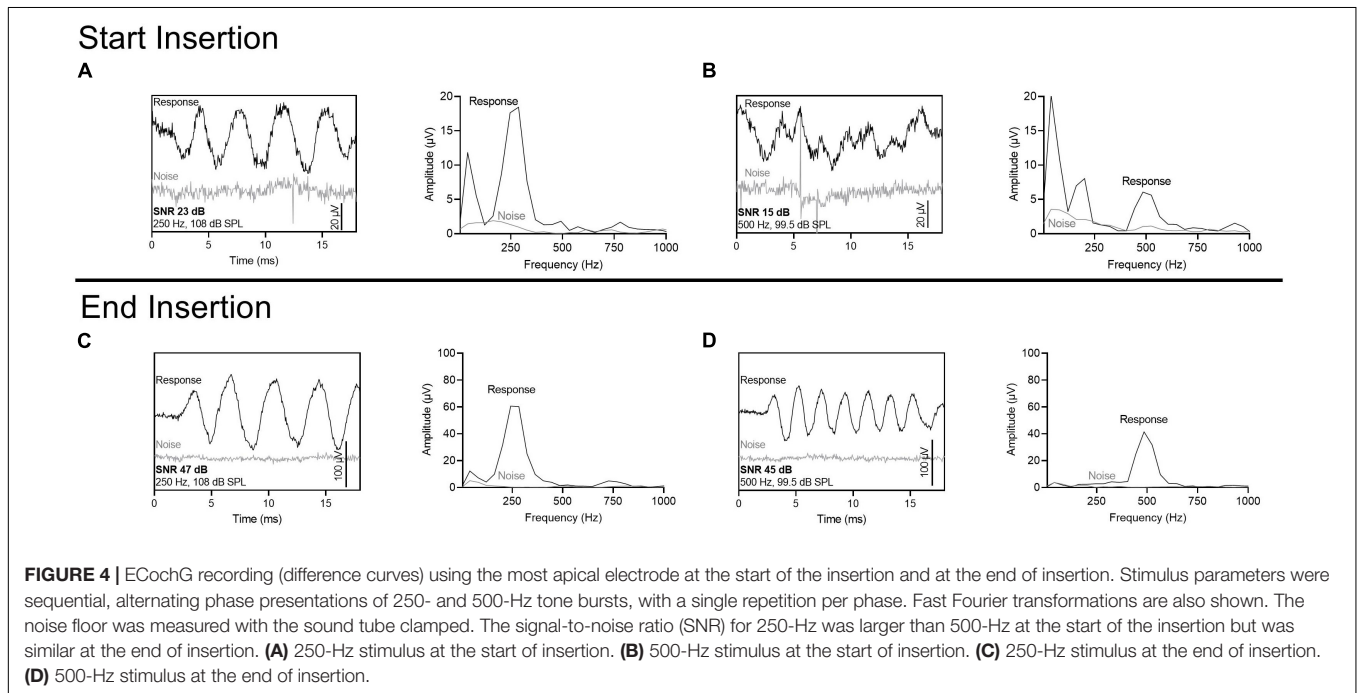 Start Insertion
A
Response
Noise
SNR 23 dB
250 Hz, 108 dB SPL
20 µV
0 5 10 15
Time (ms)
20
15
10
5
0
Amplitude (µV)
Response
Noise
250 500 750 1000
Frequency (Hz)
B
Response
Noise
SNR 15 dB
500 Hz, 99.5 dB SPL
20 µV
0 5 10 15
Time (ms)
20
15
10
5
0
Amplitude (µV)
Response
Noise
250 500 750 1000
Frequency (Hz)
End Insertion
C
Response
Noise
SNR 47 dB
250 Hz, 108 dB SPL
100 µV
0 5 10 15
Time (ms)
100
80
60
40
20
0
Amplitude (µV)
Response
Noise
250 500 750 1000
Frequency (Hz)
D
Response
Noise
SNR 45 dB
500 Hz, 99.5 dB SPL
100 µV
0 5 10 15
Time (ms)
100
80
60
40
20
0
Amplitude (µV)
Response
Noise
250 500 750 1000
Frequency (Hz)
FIGURE 4 | ECochG recording (difference curves) using the most apical electrode at the start of the insertion and at the end of insertion. Stimulus parameters were
sequential, alternating phase presentations of 250- and 500-Hz tone bursts, with a single repetition per phase. Fast Fourier transformations are also shown. The
noise floor was measured with the sound tube clamped. The signal-to-noise ratio (SNR) for 250-Hz was larger than 500-Hz at the start of the insertion but was
similar at the end of insertion. (A) 250-Hz stimulus at the start of insertion. (B) 500-Hz stimulus at the start of insertion. (C) 250-Hz stimulus at the end of insertion.
(D) 500-Hz stimulus at the end of insertion.